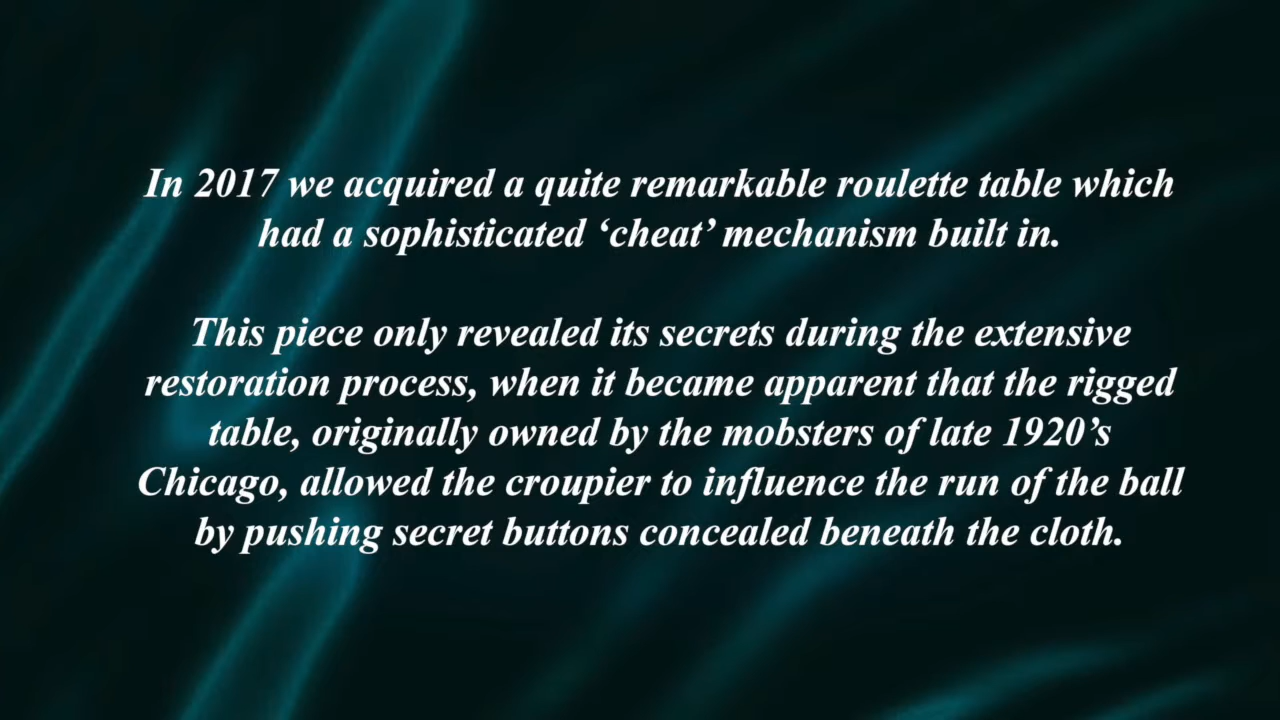 In 2017 we acquired a quite remarkable roulette table which
had a sophisticated ‘cheat’ mechanism built in.
This piece only revealed its secrets during the extensive
restoration process, when it became apparent that the rigged
table, originally owned by the mobsters of late 1920’s
Chicago, allowed the croupier to influence the run of the ball
by pushing secret buttons concealed beneath the cloth.